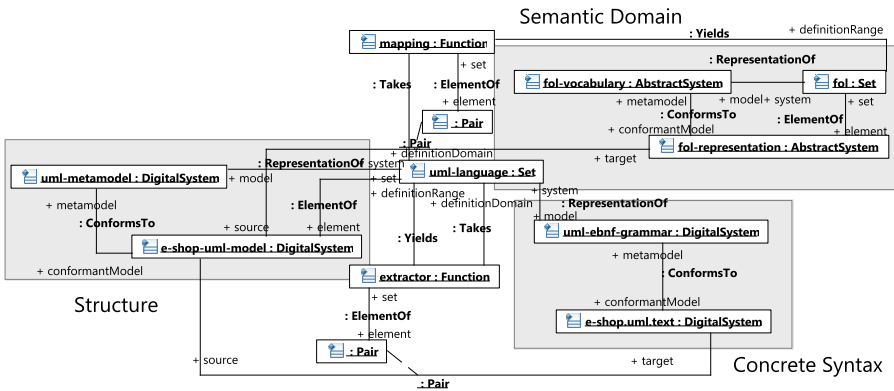 Semantic Domain
: Yields
+ definitionRange
mapping : Function
+ set
: RepresentationOf
: Takes
: ElementOf
fol-vocabulary : AbstractSystem
fol : Set
+ element
+ metamodel
+ model
+ system
+ set
: Pair
: ConformsTo
: ElementOf
+ conformantModel
+ element
: Pair
+ definitionDomain
fol-representation : AbstractSystem
+ target
: RepresentationOf
system
uml-metamodel : DigitalSystem
+ model
+ set
uml-language : Set
+ definitionRange
+ system
+ metamodel
: ElementOf
+ definitionDomain
: RepresentationOf
: ConformsTo
+ source
+ element
: Takes
+ model
: Yields
uml-ebnf-grammar : DigitalSystem
e-shop-uml-model : DigitalSystem
+ metamodel
+ conformantModel
extractor : Function
: ConformsTo
Structure
+ set
+ conformantModel
: ElementOf
e-shop.uml.text : DigitalSystem
+ element
: Pair
+ source
+ target
Concrete Syntax
: Pair